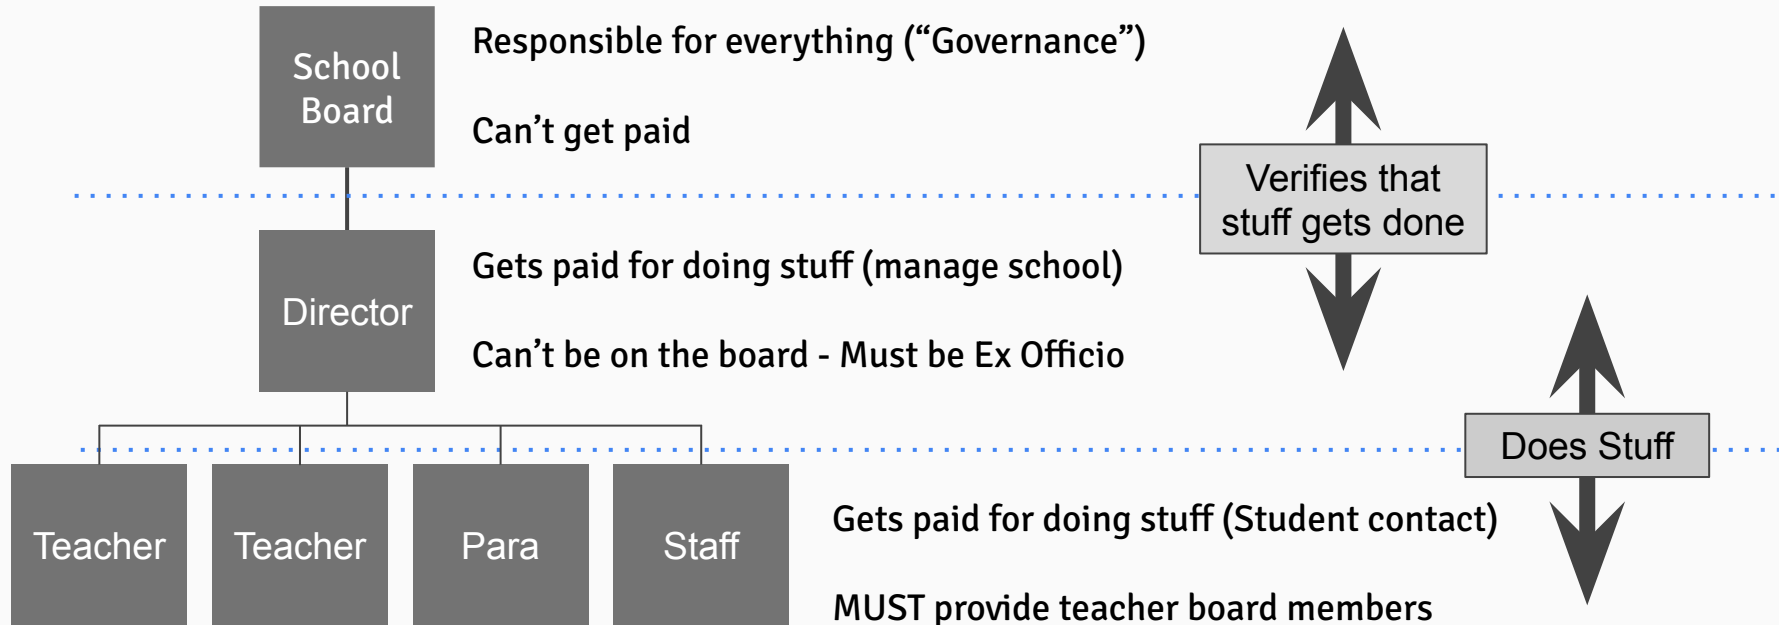 School
Board
Responsible for everything (“Governance”)
Can’t get paid
Verifies that
stuff gets done
Director
Gets paid for doing stuff (manage school)
Can’t be on the board - Must be Ex Officio
Does Stuff
Teacher
Teacher
Para
Staff
Gets paid for doing stuff (Student contact)
MUST provide teacher board members